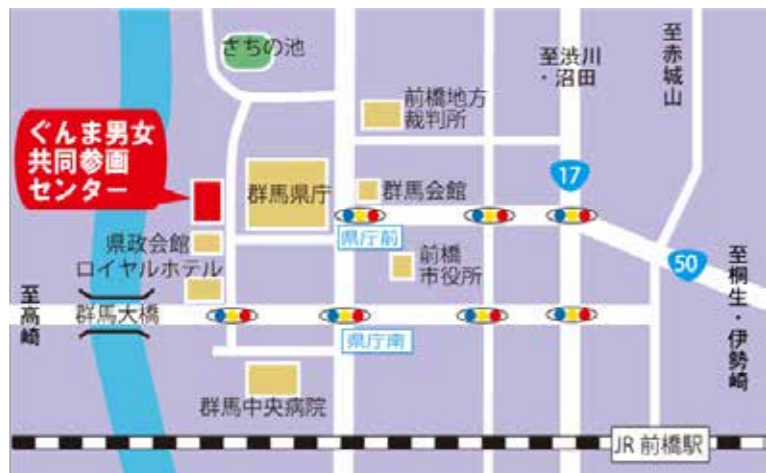 さちの池
至渋川
・沼田
至赤城山
前橋地方
裁判所
ぐんま男女
共同参画
センター
群馬県庁
群馬会館
17
県庁前
県政会館
ロイヤルホテル
前橋
市役所
50
至桐生・伊勢崎
至高崎
群馬大橋
県庁南
群馬中央病院
JR 前橋駅